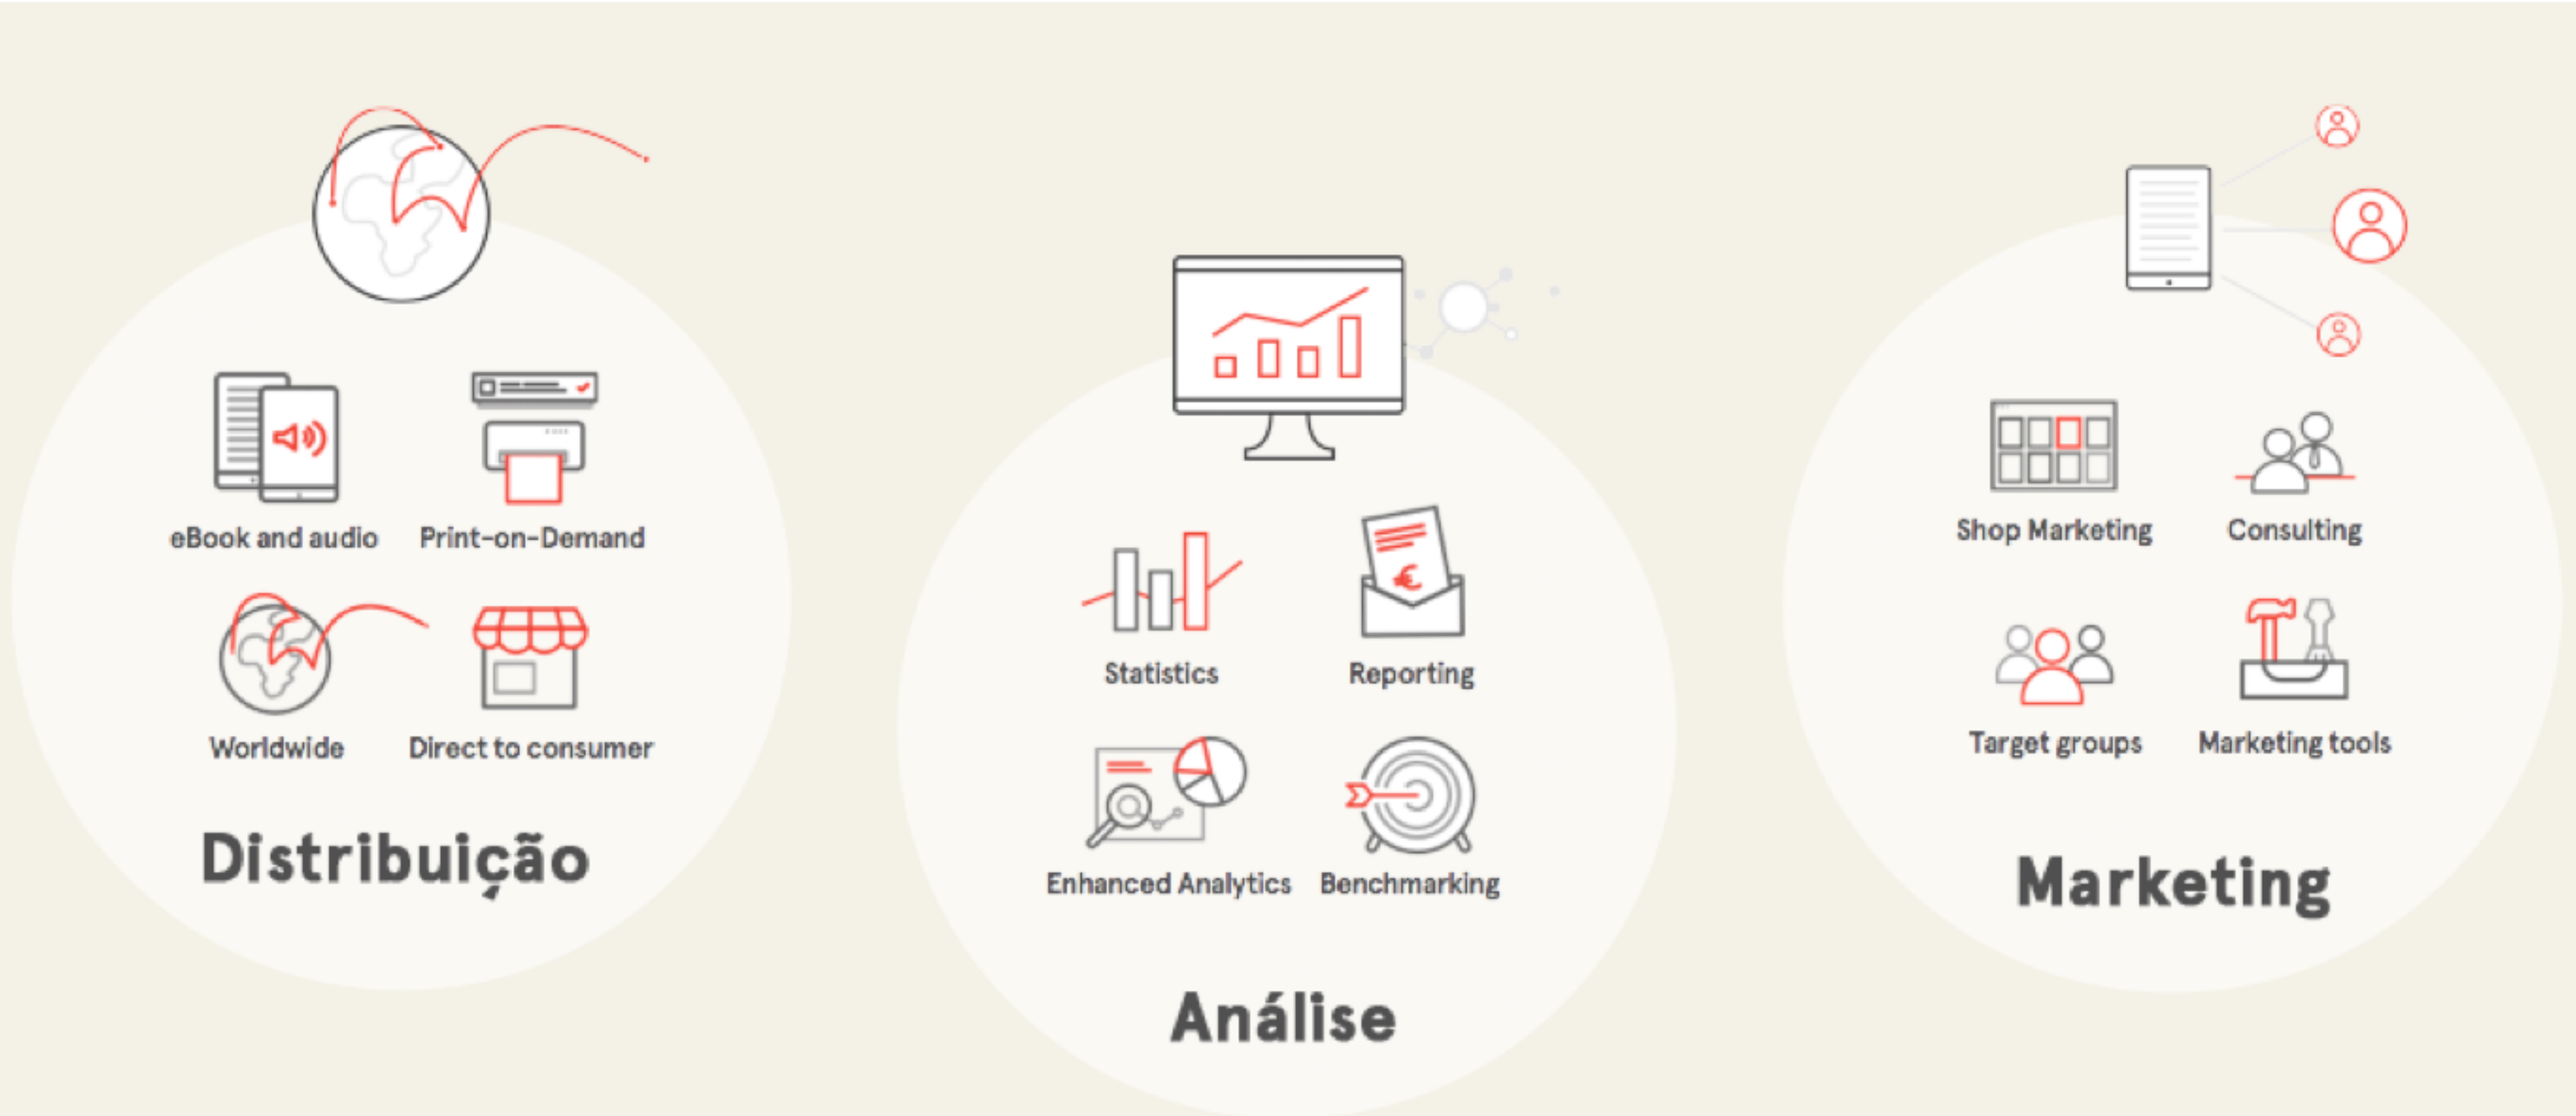 eBook and audio
Print-on-Demand
Worldwide
Direct to consumer
Distribuição
Statistics
Reporting
€
Enhanced Analytics
Benchmarking
Análise
Shop Marketing
Consulting
Target groups
Marketing tools
Marketing